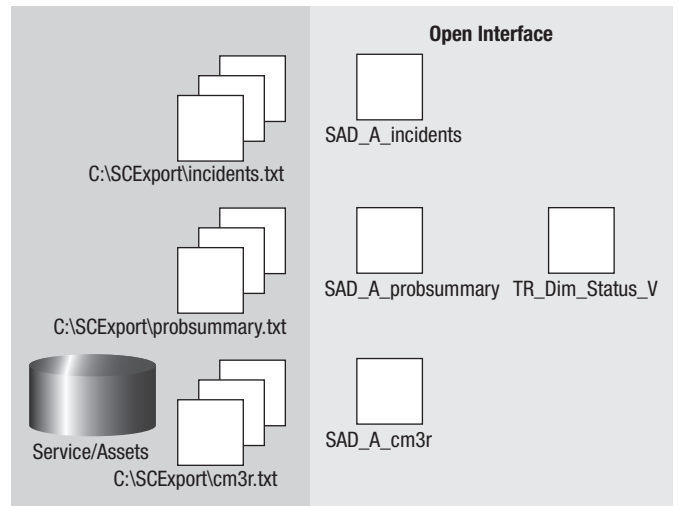 Open Interface
C:\SCExport\incidents.txt
SAD_A_incidents
C:\SCExport\probsummary.txt
SAD_A_probsummary
TR_Dim_Status_V
Service/Assets
C:\SCExport\cm3r.txt
SAD_A_cm3r